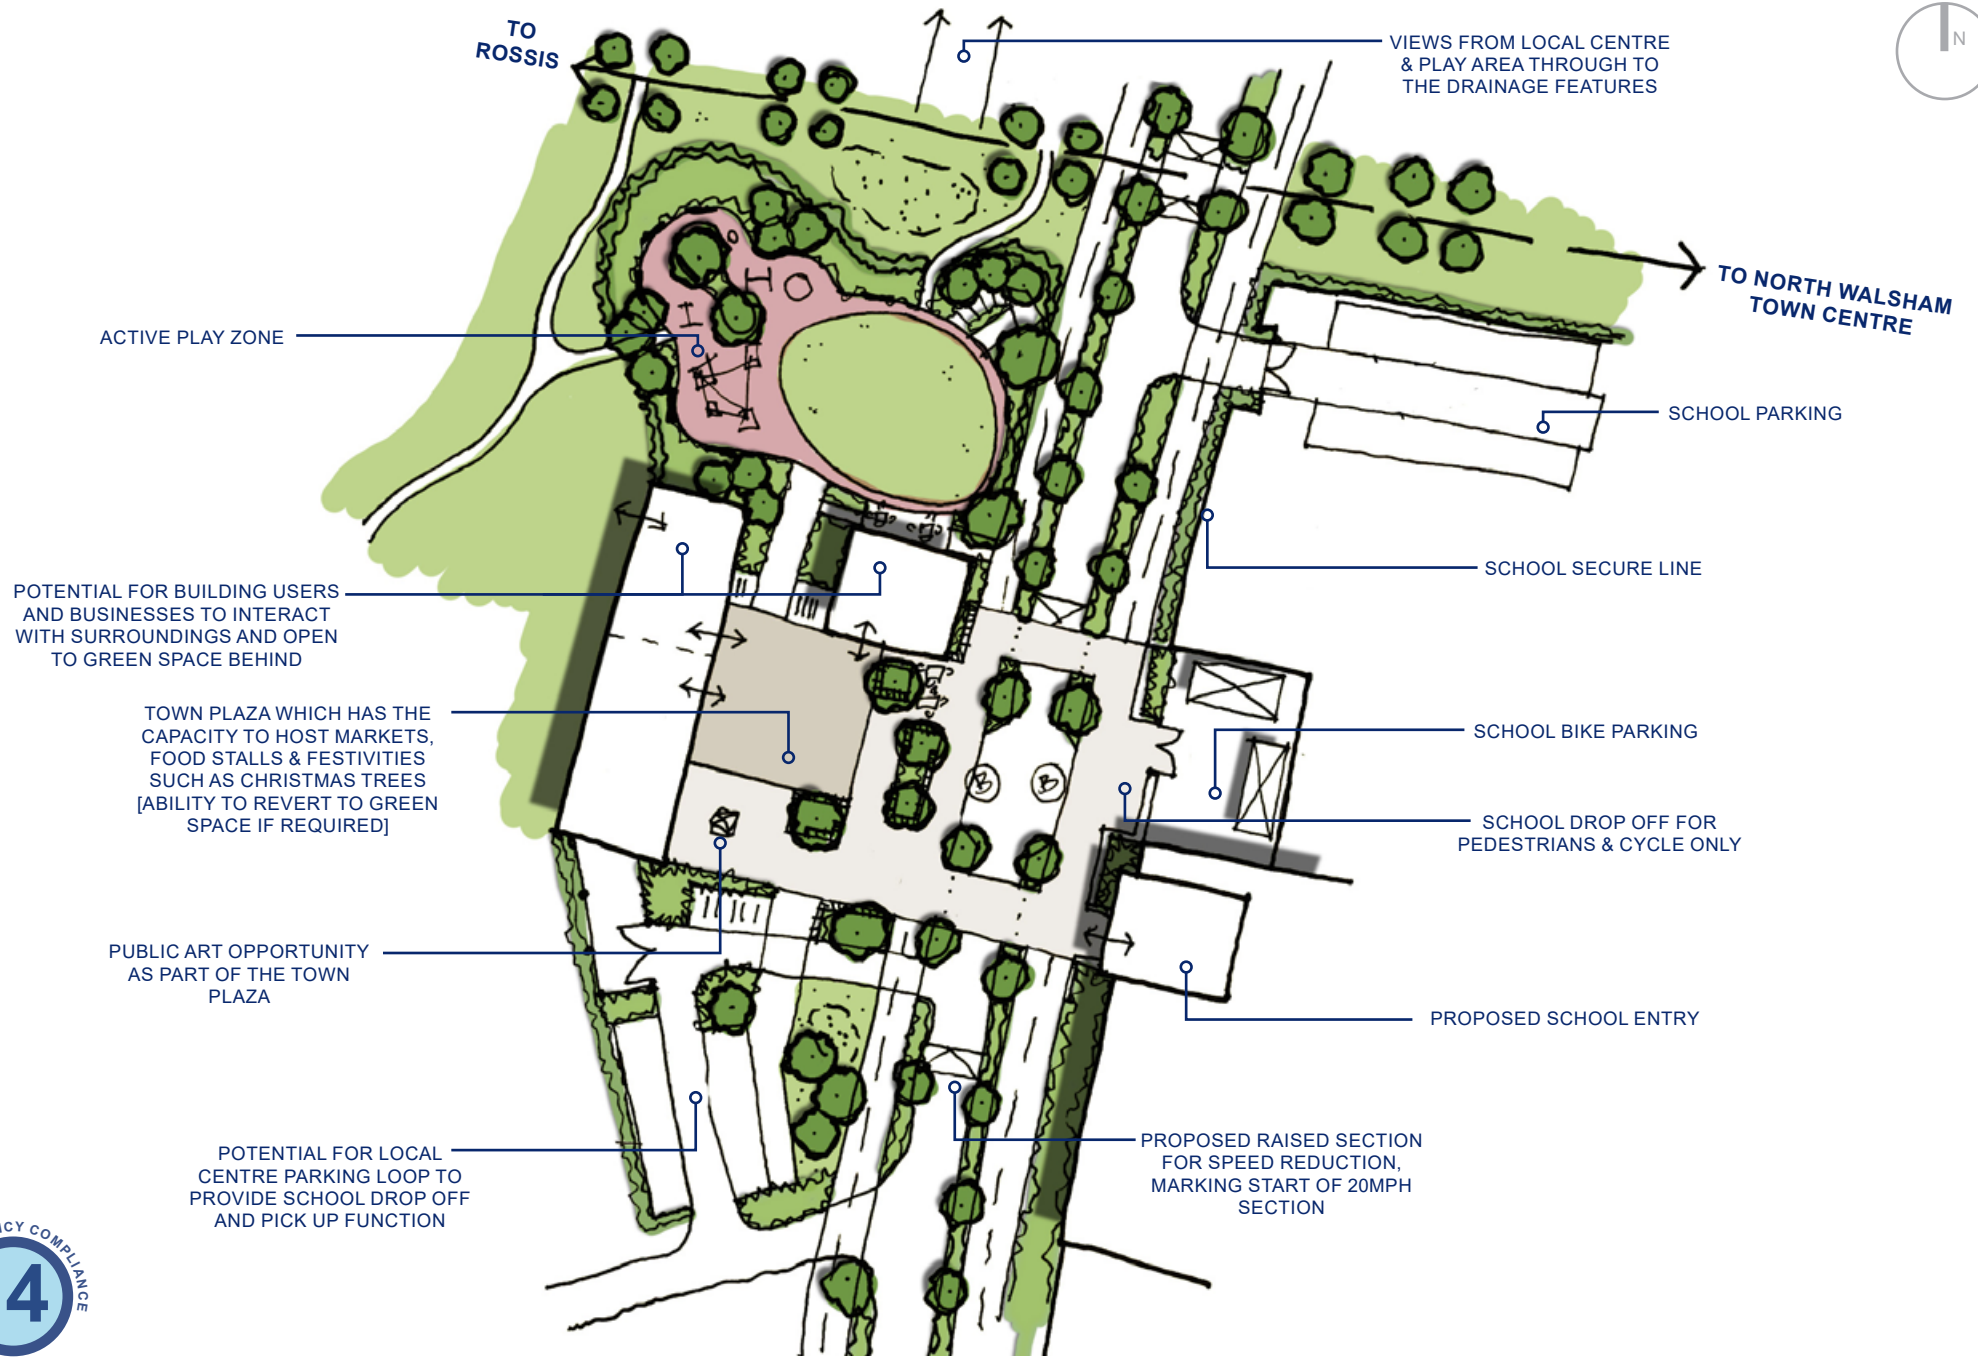 TO
ROSSIS
VIEWS FROM LOCAL CENTRE
& PLAY AREA THROUGH TO
THE DRAINAGE FEATURES
N
TO NORTH WALSHAM
TOWN CENTRE
ACTIVE PLAY ZONE
SCHOOL PARKING
SCHOOL SECURE LINE
POTENTIAL FOR BUILDING USERS
AND BUSINESSES TO INTERACT
WITH SURROUNDINGS AND OPEN
TO GREEN SPACE BEHIND
TOWN PLAZA WHICH HAS THE
CAPACITY TO HOST MARKETS,
FOOD STALLS & FESTIVITIES
SUCH AS CHRISTMAS TREES
[ABILITY TO REVERT TO GREEN
SPACE IF REQUIRED]
SCHOOL BIKE PARKING
B B
SCHOOL DROP OFF FOR
PEDESTRIANS & CYCLE ONLY
PUBLIC ART OPPORTUNITY
AS PART OF THE TOWN
PLAZA
PROPOSED SCHOOL ENTRY
POTENTIAL FOR LOCAL
CENTRE PARKING LOOP TO
PROVIDE SCHOOL DROP OFF
AND PICK UP FUNCTION
PROPOSED RAISED SECTION
FOR SPEED REDUCTION,
MARKING START OF 20MPH
SECTION
COMPLIANCE
4